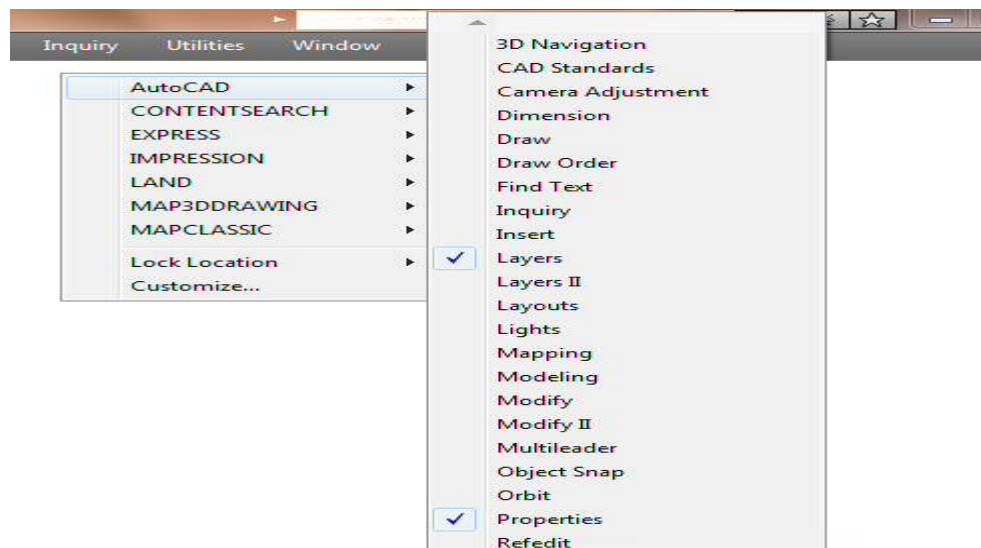 Inquiry Utilities Window
AutoCAD
CONTENTSEARCH
EXPRESS
IMPRESSION
LAND
MAP3DDRAWING
MAPCLASSIC
Lock Location
Customize...
3D Navigation
CAD Standards
Camera Adjustment
Dimension
Draw
Draw Order
Find Text
Inquiry
Insert
Layers
Layers II
Layouts
Lights
Mapping
Modeling
Modify
Modify II
Multileader
Object Snap
Orbit
Properties
Refedit